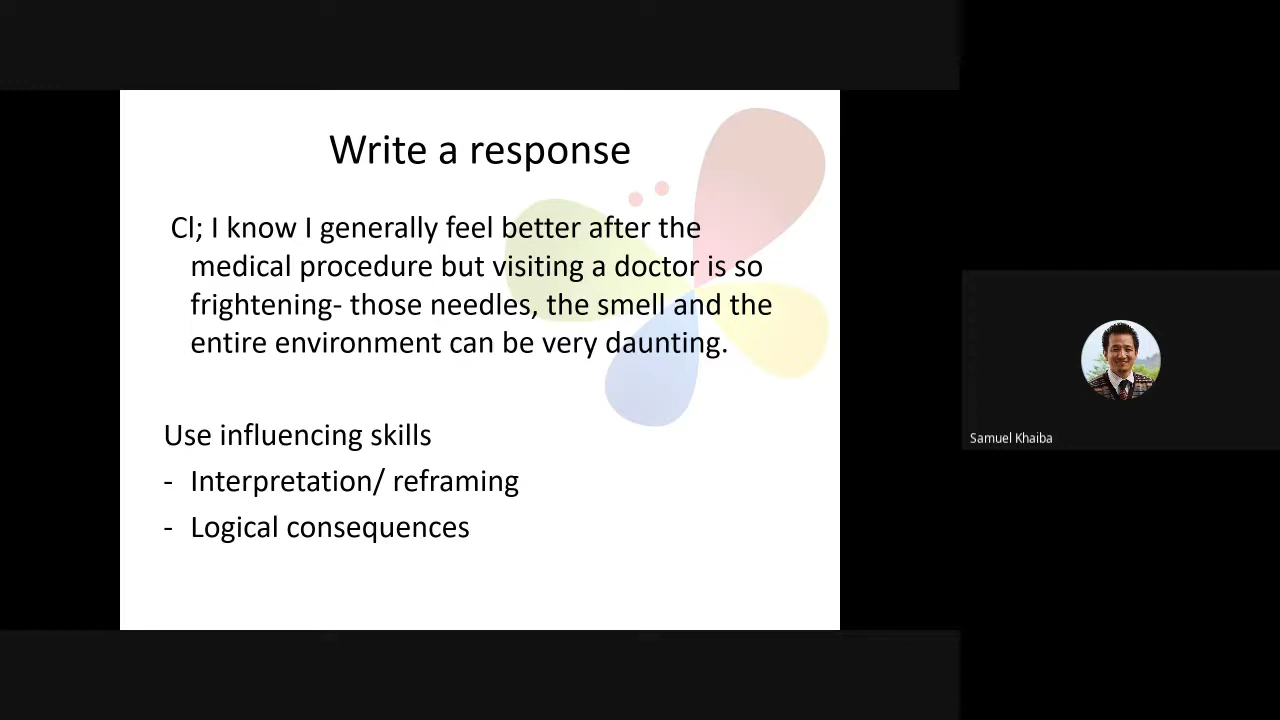 Write a response
Cl; I know I generally feel better after the
medical procedure but visiting a doctor is so
frightening- those needles, the smell and the
entire environment can be very daunting.
Use influencing skills
- Interpretation/ reframing
- Logical consequences
Samuel Khaiba